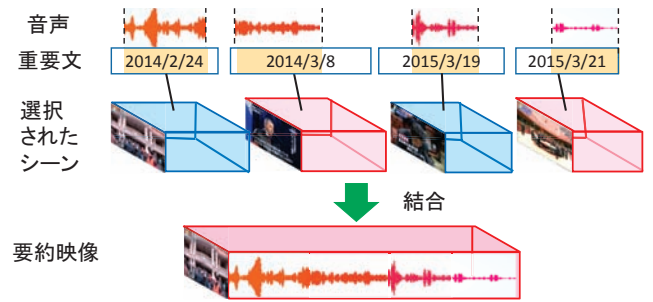 音声
重要文
2014/2/24
2014/3/8
2015/3/19
2015/3/21
選択
された
シーン
結合
要約映像